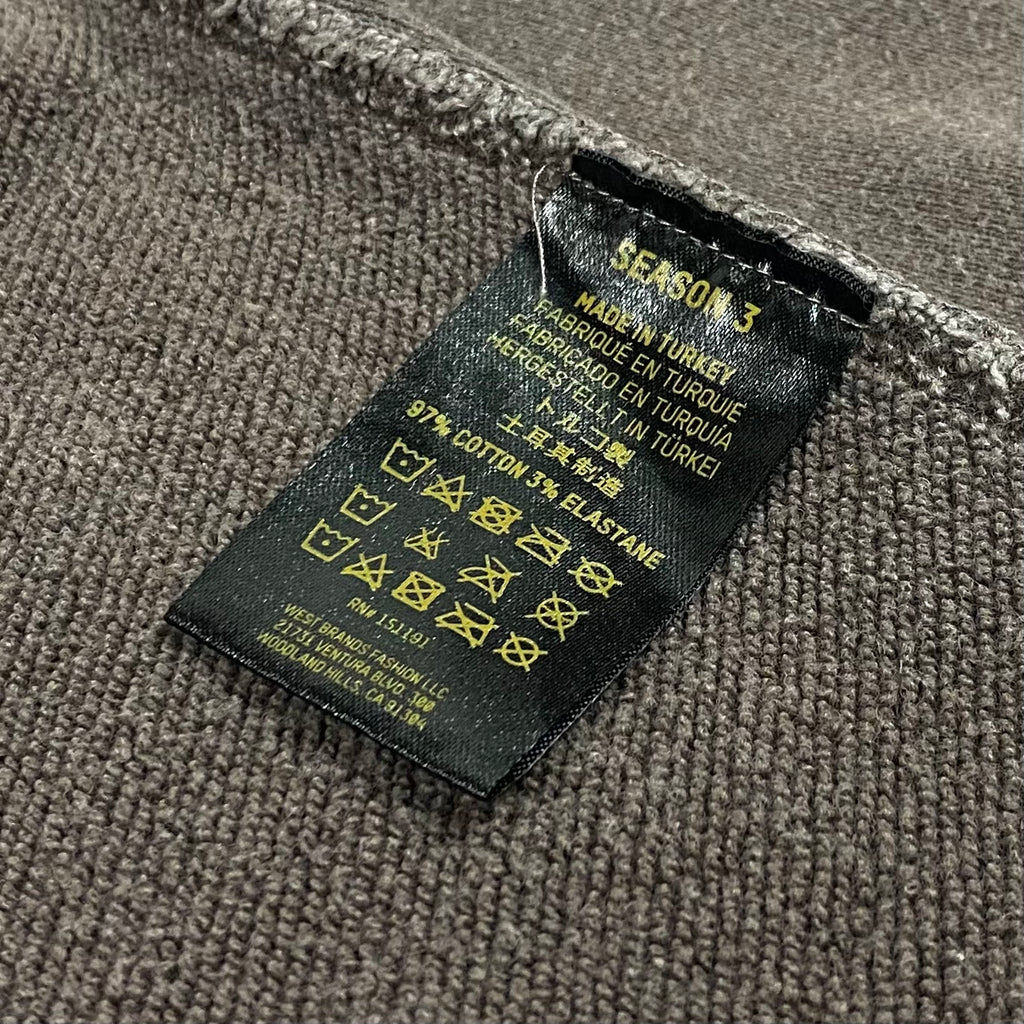 SEASON 3
MADE IN TURKEY
FABRIQUÉ EN TURQUIE
FABRICADO EN TURQUÍA
HERGESTELLT IN TÜRKEI
トルコ製
土耳其制造
97% COTTON 3% ELASTANE
RN# 151191
WEST BRANDS FASHION LLC
21731 VENTURA BLVD. 300
WOODLAND HILLS, CA 91304